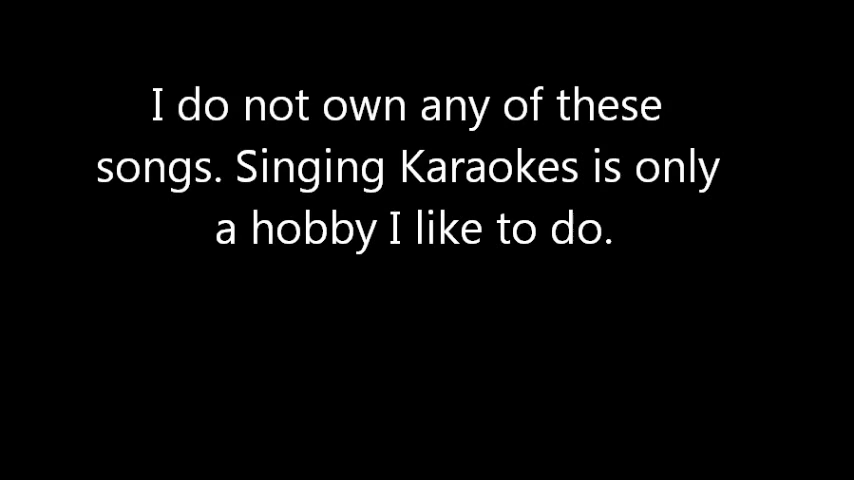 I do not own any of these
songs. Singing Karaokes is only
a hobby I like to do.